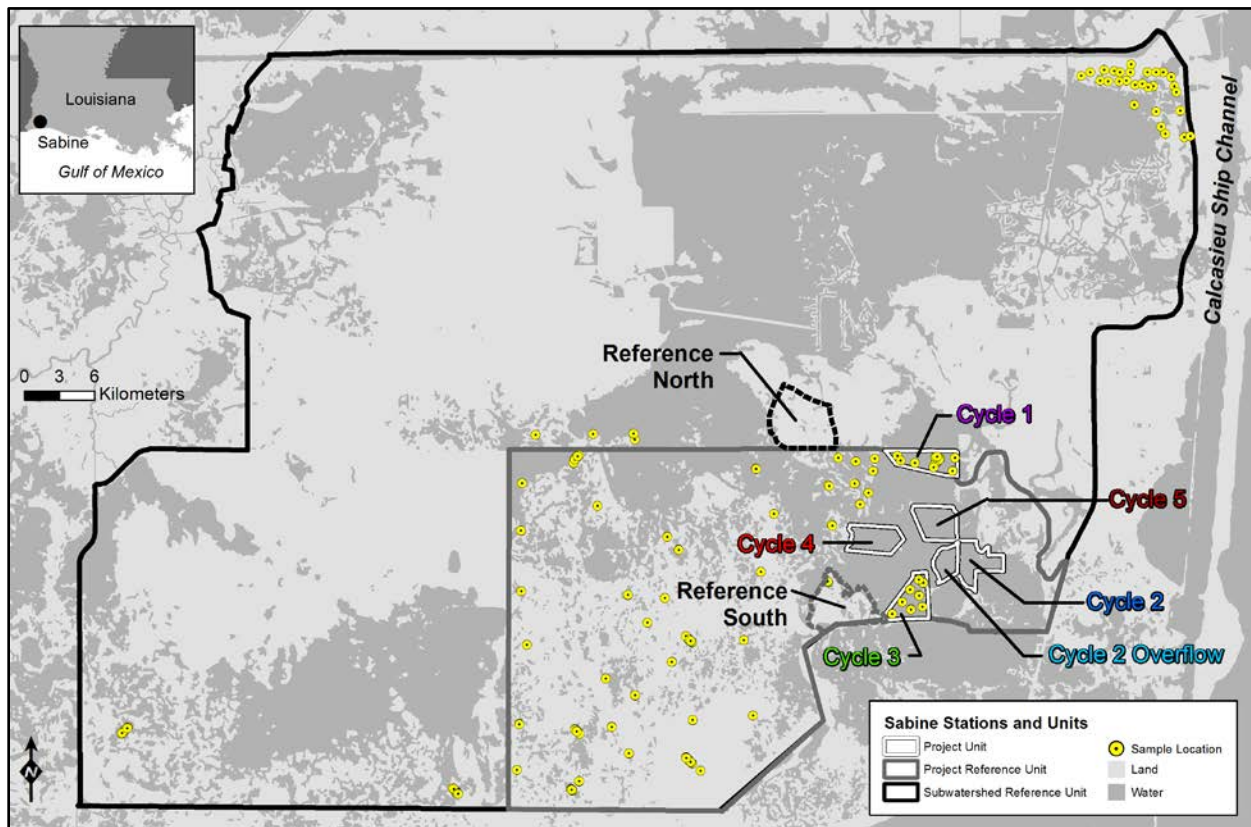 Louisiana
Sabine
Gulf of Mexico
Calcasieu Ship Channel
0 3 6
Kilometers
Reference
North
Cycle 1
Cycle 5
Cycle 4
Reference
South
Cycle 2
Cycle 3
Cycle 2 Overflow
N
Sabine Stations and Units
Project Unit
Project Reference Unit
Subwatershed Reference Unit
Sample Location
Land
Water